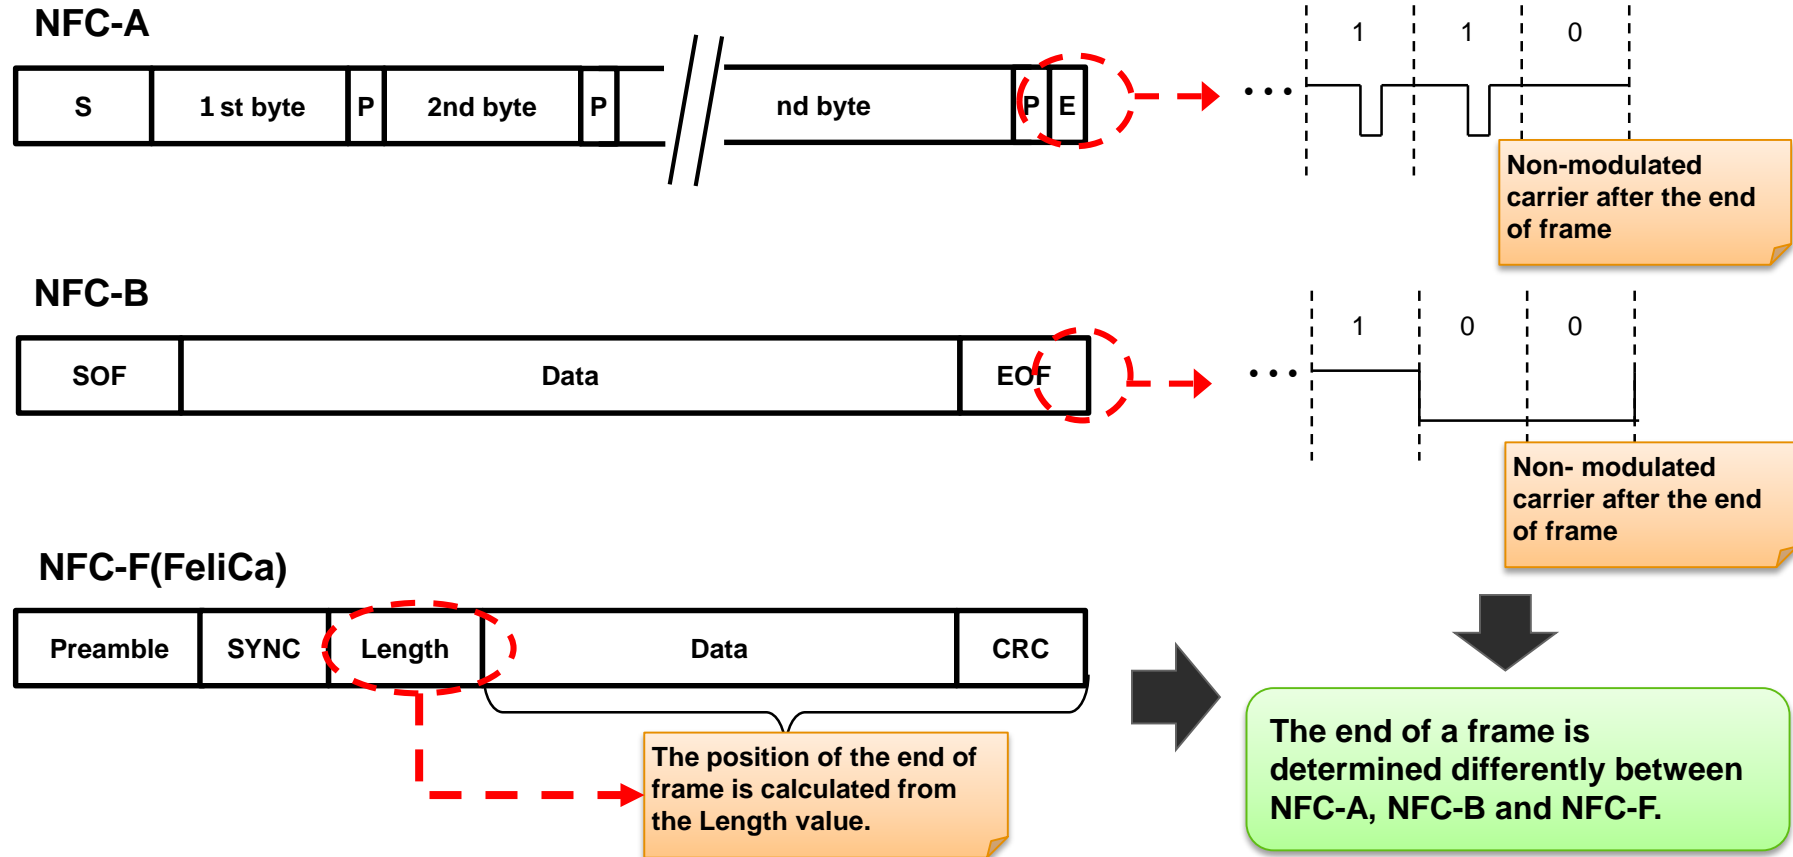 NFC-A
S 1 st byte P 2nd byte P nd byte P E
1 1 0
Non-modulated
carrier after the end
of frame
NFC-B
SOF Data EOF
1 0 0
Non- modulated
carrier after the end
of frame
NFC-F(FeliCa)
Preamble SYNC Length Data CRC
The position of the end of
frame is calculated from
the Length value.
The end of a frame is
determined differently between
NFC-A, NFC-B and NFC-F.